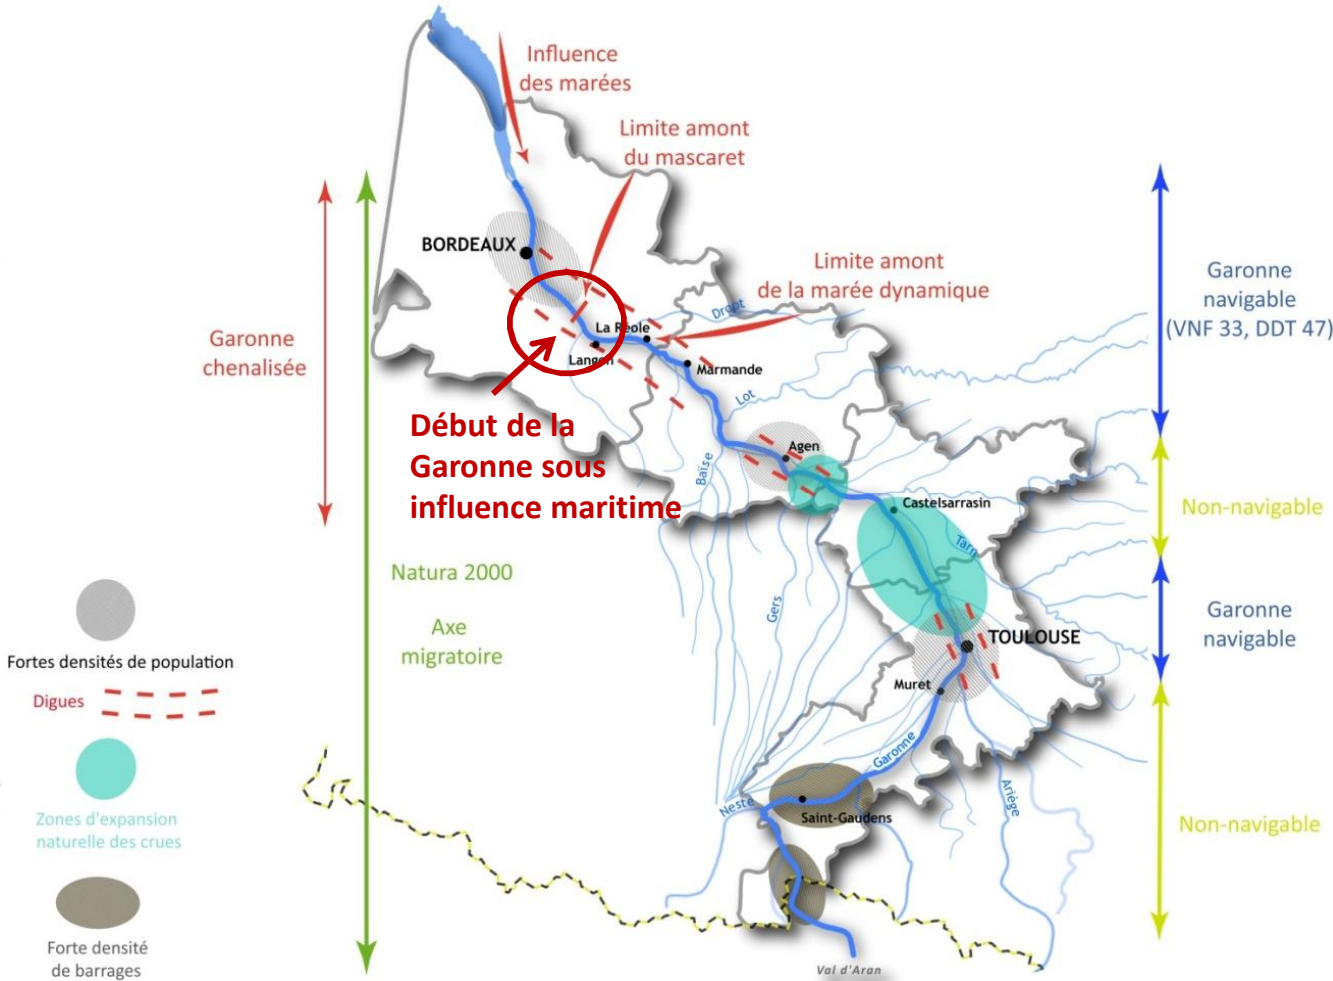 Influence
des marées
Limite amont
du mascaret
BORDEAUX
Limite amont
de la marée dynamique
Garonne
navigable
(VNF 33, DDT 47)
Dropt
La Réole
Langon
Marmande
Garonne
chenalisée
Lot
Début de la
Garonne sous
influence maritime
Agen
Baïse
Castelsarrasin
Non-navigable
Tarn
Natura 2000
Axe
migratoire
Gers
Garonne
navigable
TOULOUSE
Muret
Fortes densités de population
Digues
Garonne
Neste
Saint-Gaudens
Ariège
Zones d'expansion
naturelle des crues
Non-navigable
Forte densité
de barrages
Val d'Aran